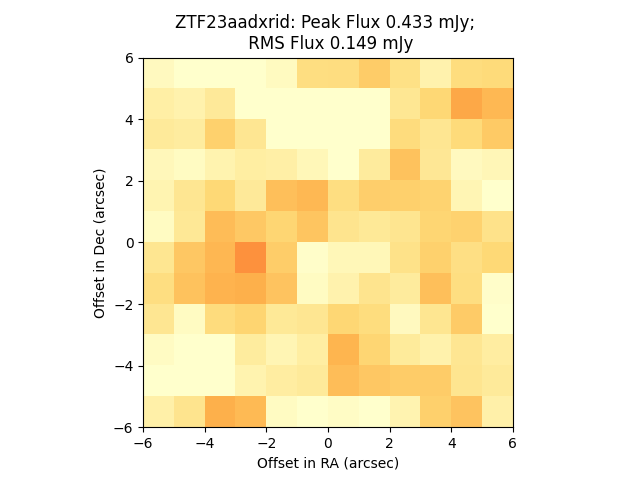 ZTF23aadxrid: Peak Flux 0.433 mJy;
RMS Flux 0.149 mJy
6
4
2
0
−2
−4
−6
Offset in Dec (arcsec)
−6 −4 −2 0 2 4 6
Offset in RA (arcsec)